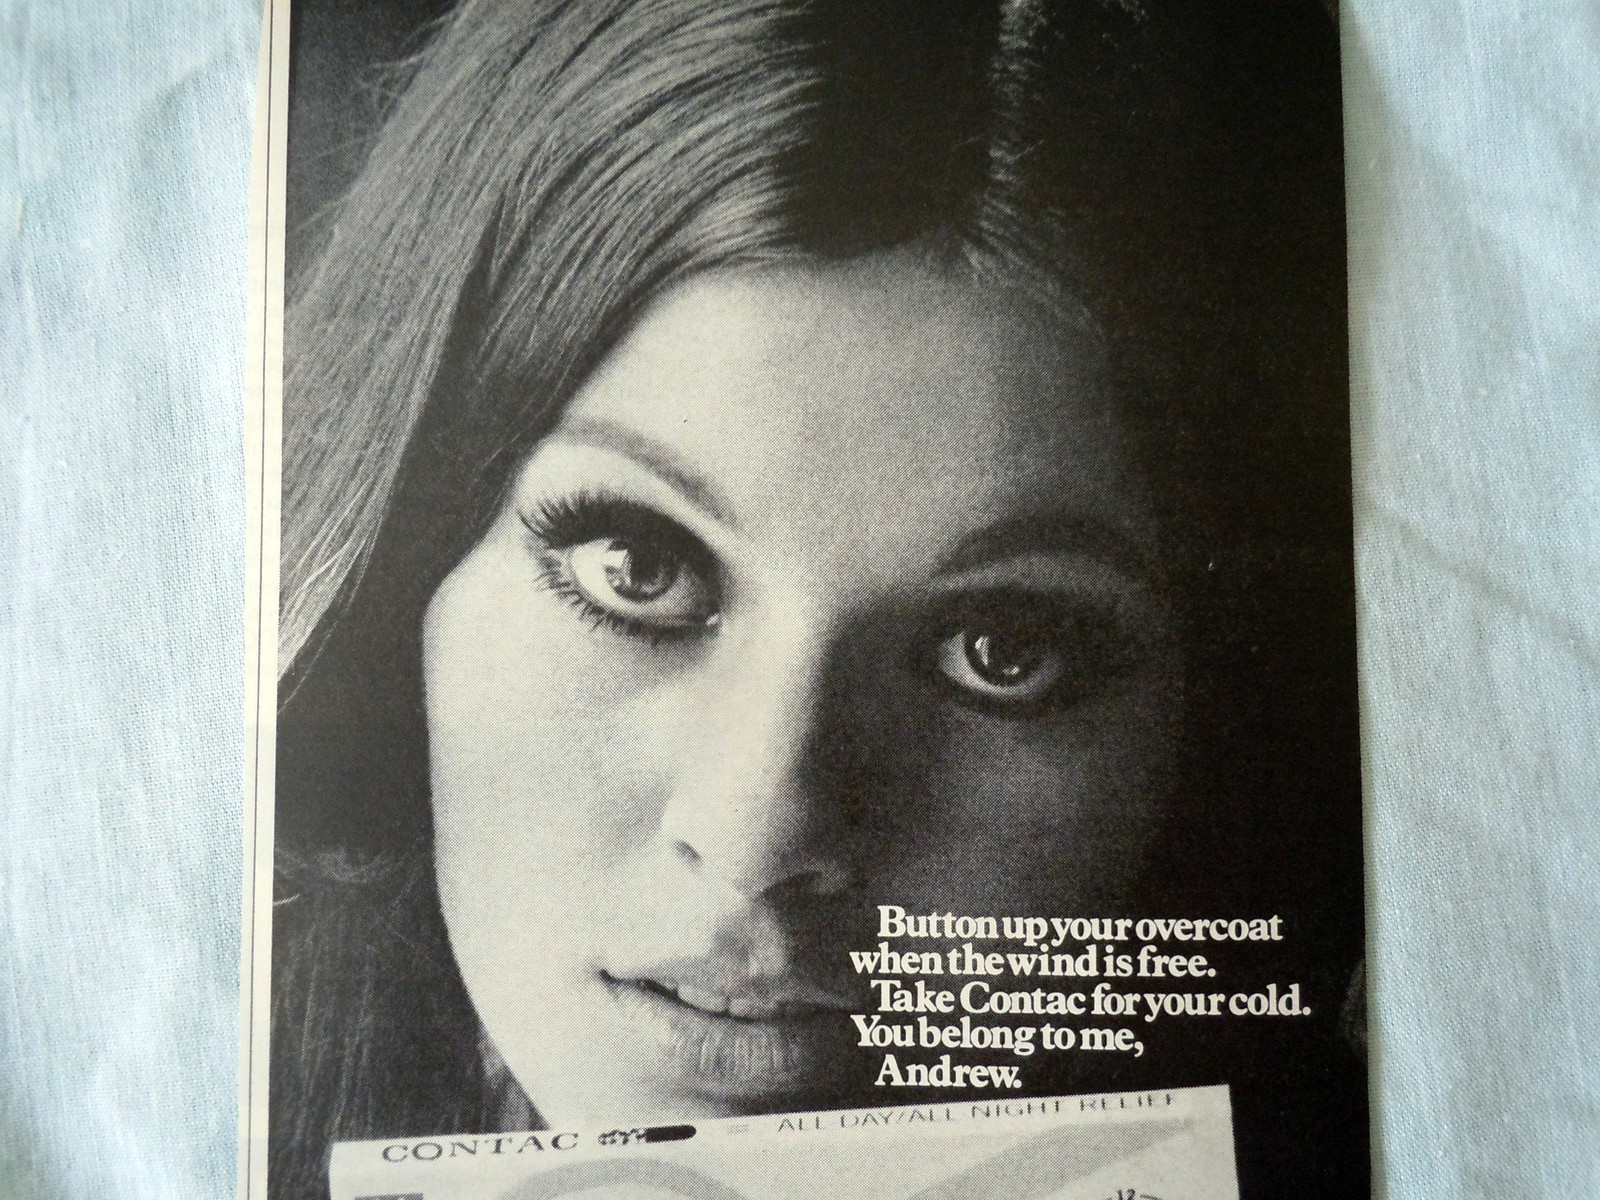 Button up your overcoat
when the wind is free.
Take Contac for your cold.
You belong to me,
Andrew.
CONTAC ALL DAY/ALL NIGHT RELIEF
12